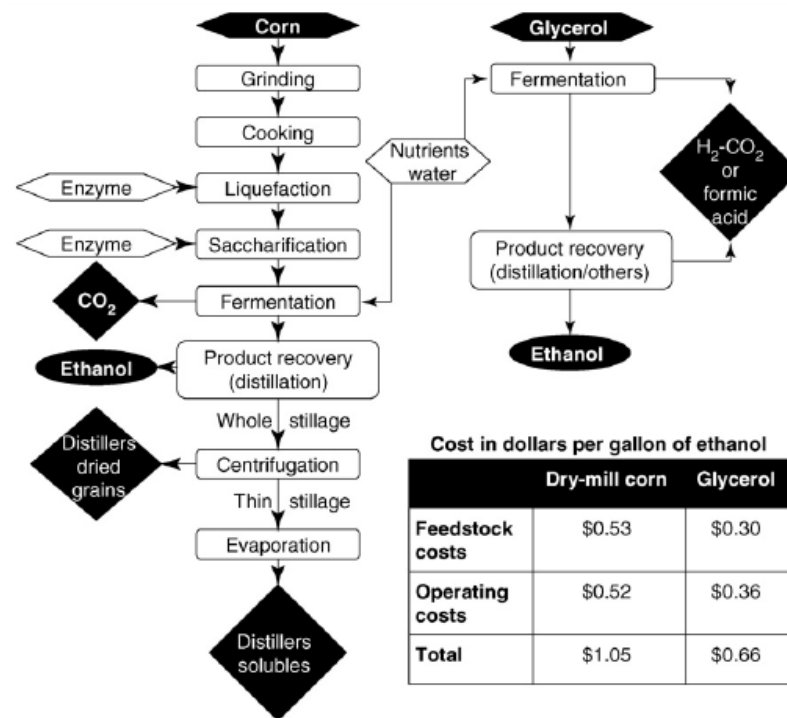 Corn
Grinding
Cooking
Enzyme
Liquefaction
Enzyme
Saccharification
CO₂
Fermentation
Ethanol
Product recovery
(distillation)
Whole stillage
Distillers
dried
grains
Centrifugation
Thin stillage
Evaporation
Distillers
solubles
Nutrients
water
Glycerol
Fermentation
H₂-CO₂
or
formic
acid
Product recovery
(distillation/others)
Ethanol
Cost in dollars per gallon of ethanol
Dry-mill corn Glycerol
Feedstock
costs
$0.53 $0.30
Operating
costs
$0.52 $0.36
Total $1.05 $0.66